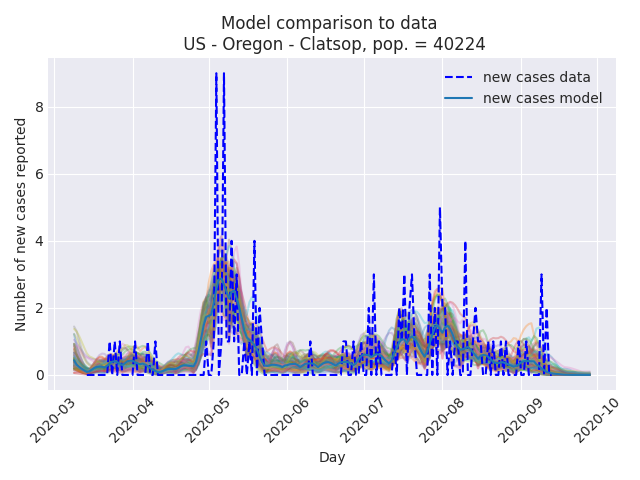 Model comparison to data
US - Oregon - Clatsop, pop. = 40224
new cases data
new cases model
Number of new cases reported
8
6
4
2
0
2020-03
2020-04
2020-05
2020-06
2020-07
2020-08
2020-09
2020-10
Day